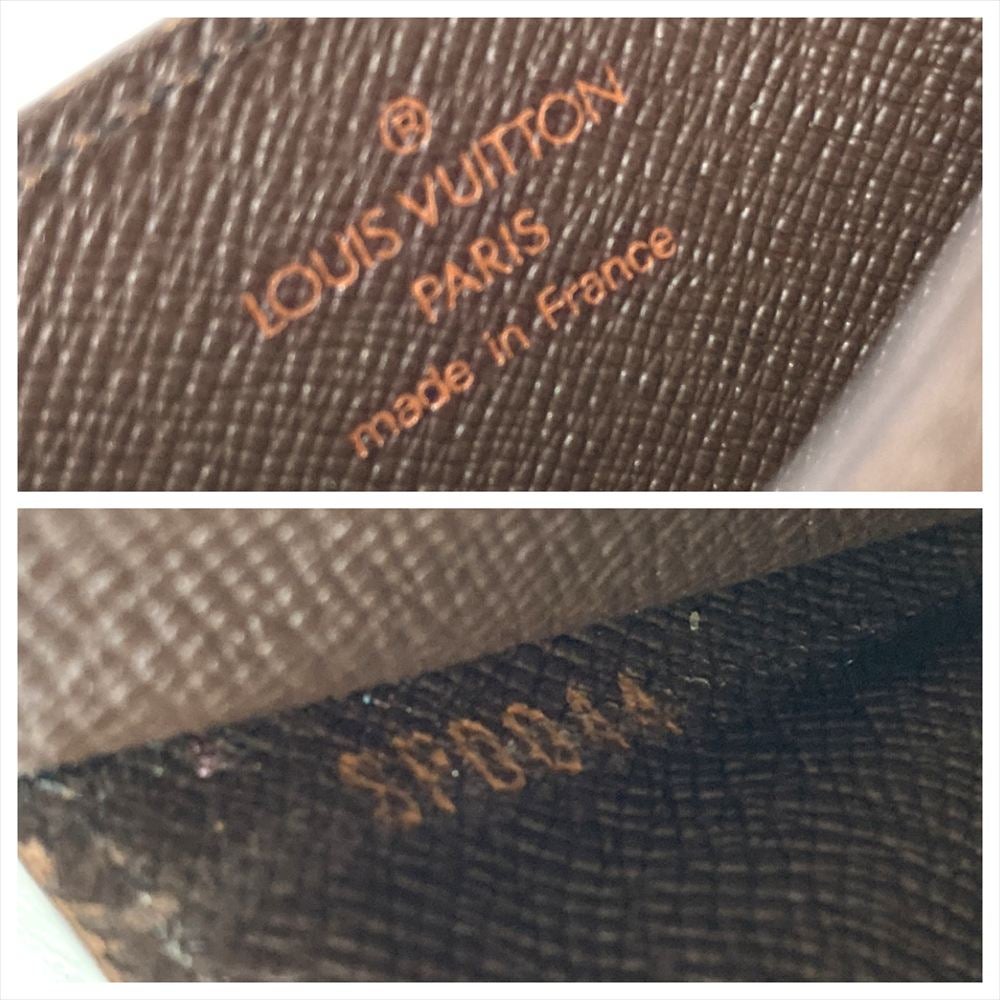 ®
LOUIS VUITTON
PARIS
made in France
SP0044